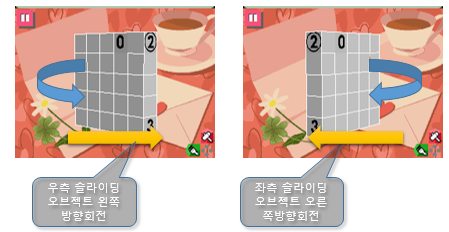 0 ② ② 0
3 3
우측 슬라이딩
오브젝트 왼쪽
방향회전
좌측 슬라이딩
오브젝트 오른
쪽방향회전